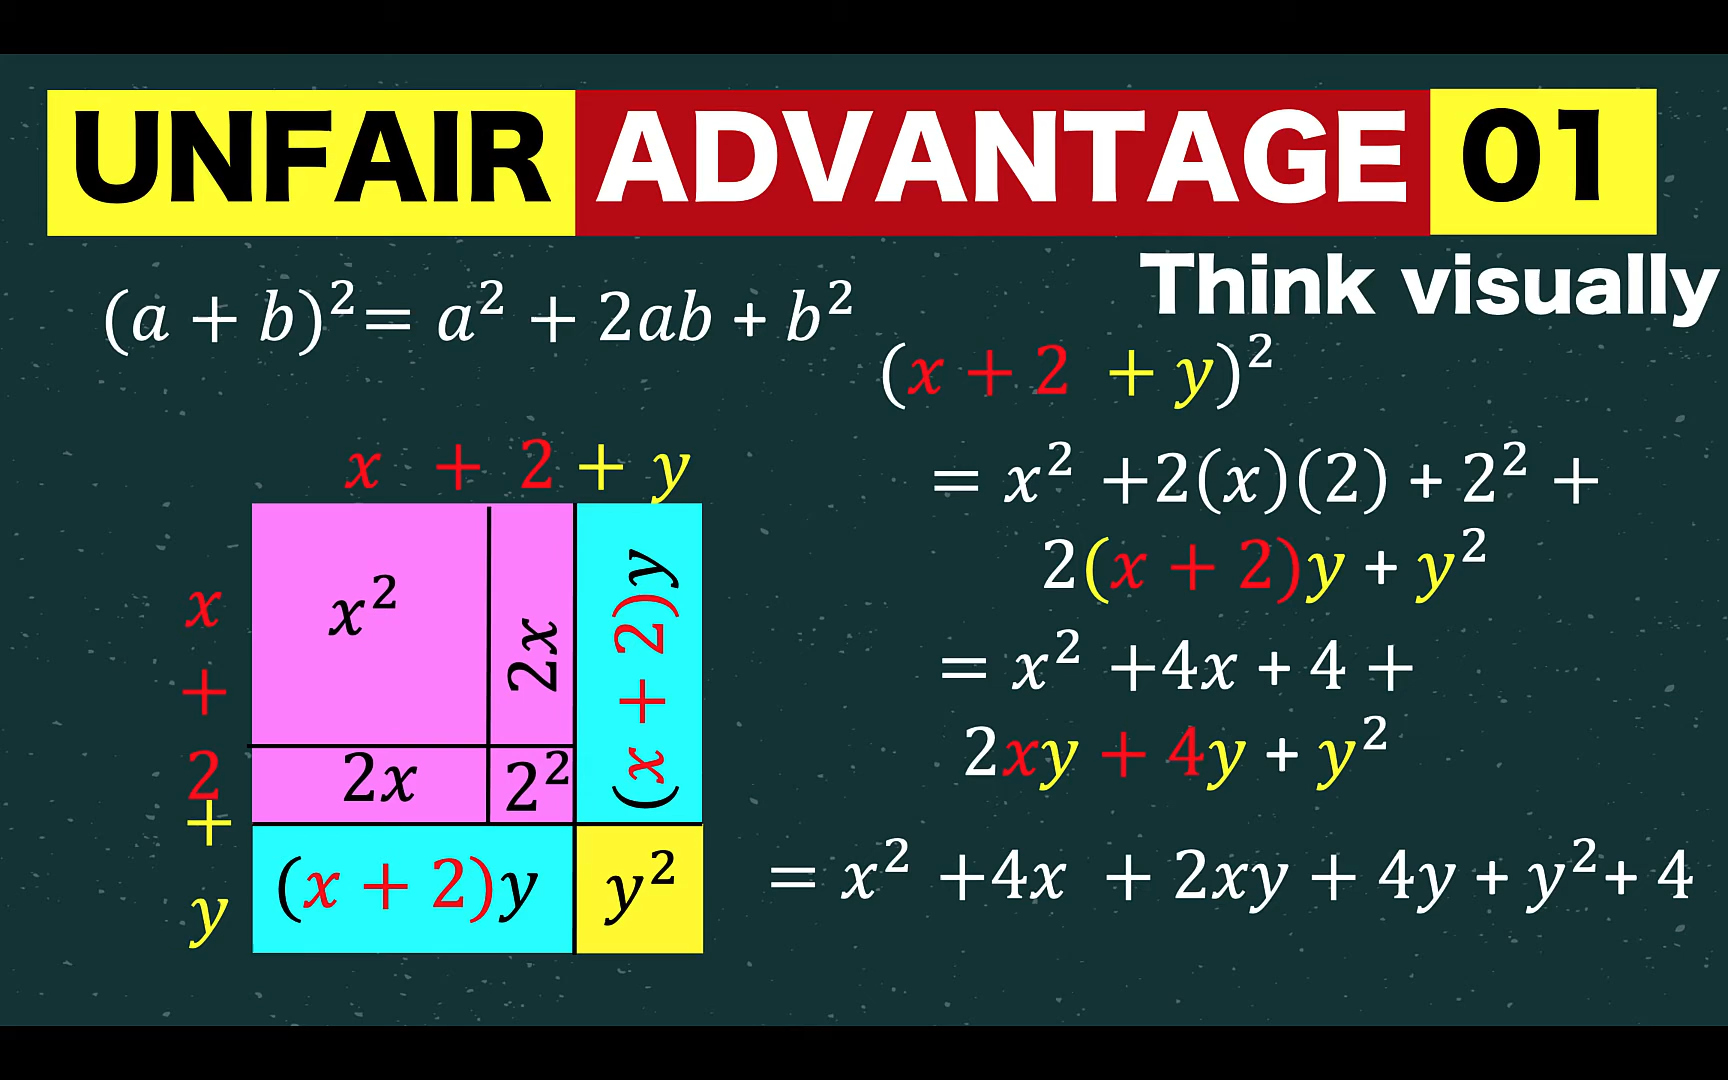 UNFAIR ADVANTAGE 01
Think visually
(a + b)² = a² + 2ab + b²
(x + 2 + y)²
= x² +2(x)(2) + 2² +
2(x + 2)y + y²
= x² +4x + 4 +
2xy + 4y + y²
= x² +4x + 2xy + 4y + y² + 4
x + 2 + y
x
+
2
+
y
x²
2x
(x + 2)y
2x
2²
(x + 2)y
y²